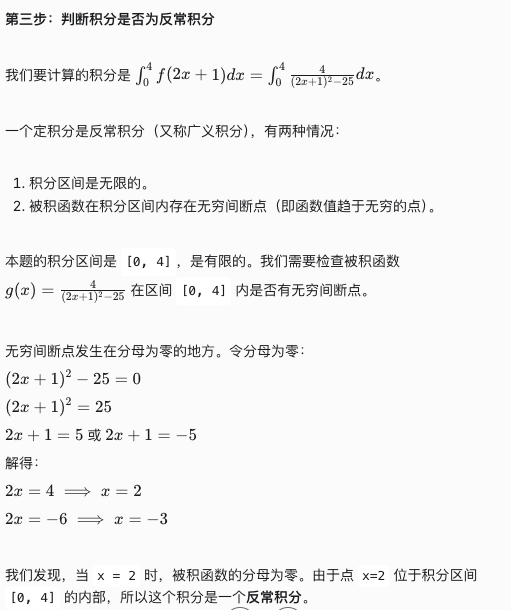 第三步：判断积分是否为反常积分
我们要计算的积分是 ∫₀⁴ f(2x + 1)dx = ∫₀⁴ 4/((2x+1)²−25) dx。
一个定积分是反常积分（又称广义积分），有两种情况：
1. 积分区间是无限的。
2. 被积函数在积分区间内存在无穷间断点（即函数值趋于无穷的点）。
本题的积分区间是 [0, 4]，是有限的。我们需要检查被积函数
g(x) = 4/((2x+1)²−25) 在区间 [0, 4] 内是否有无穷间断点。
无穷间断点发生在分母为零的地方。令分母为零：
(2x + 1)² − 25 = 0
(2x + 1)² = 25
2x + 1 = 5 或 2x + 1 = −5
解得：
2x = 4 ⟹ x = 2
2x = −6 ⟹ x = −3
我们发现，当 x = 2 时，被积函数的分母为零。由于点 x=2 位于积分区间
[0, 4] 的内部，所以这个积分是一个反常积分。